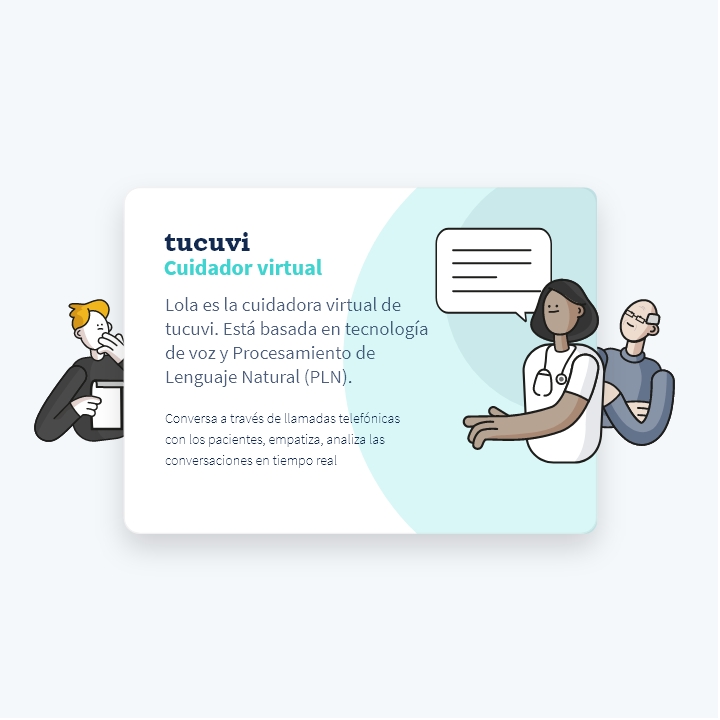 tucuvi
Cuidador virtual
Lola es la cuidadora virtual de
tucuvi. Está basada en tecnología
de voz y Procesamiento de
Lenguaje Natural (PLN).
Conversa a través de llamadas telefónicas
con los pacientes, empatiza, analiza las
conversaciones en tiempo real